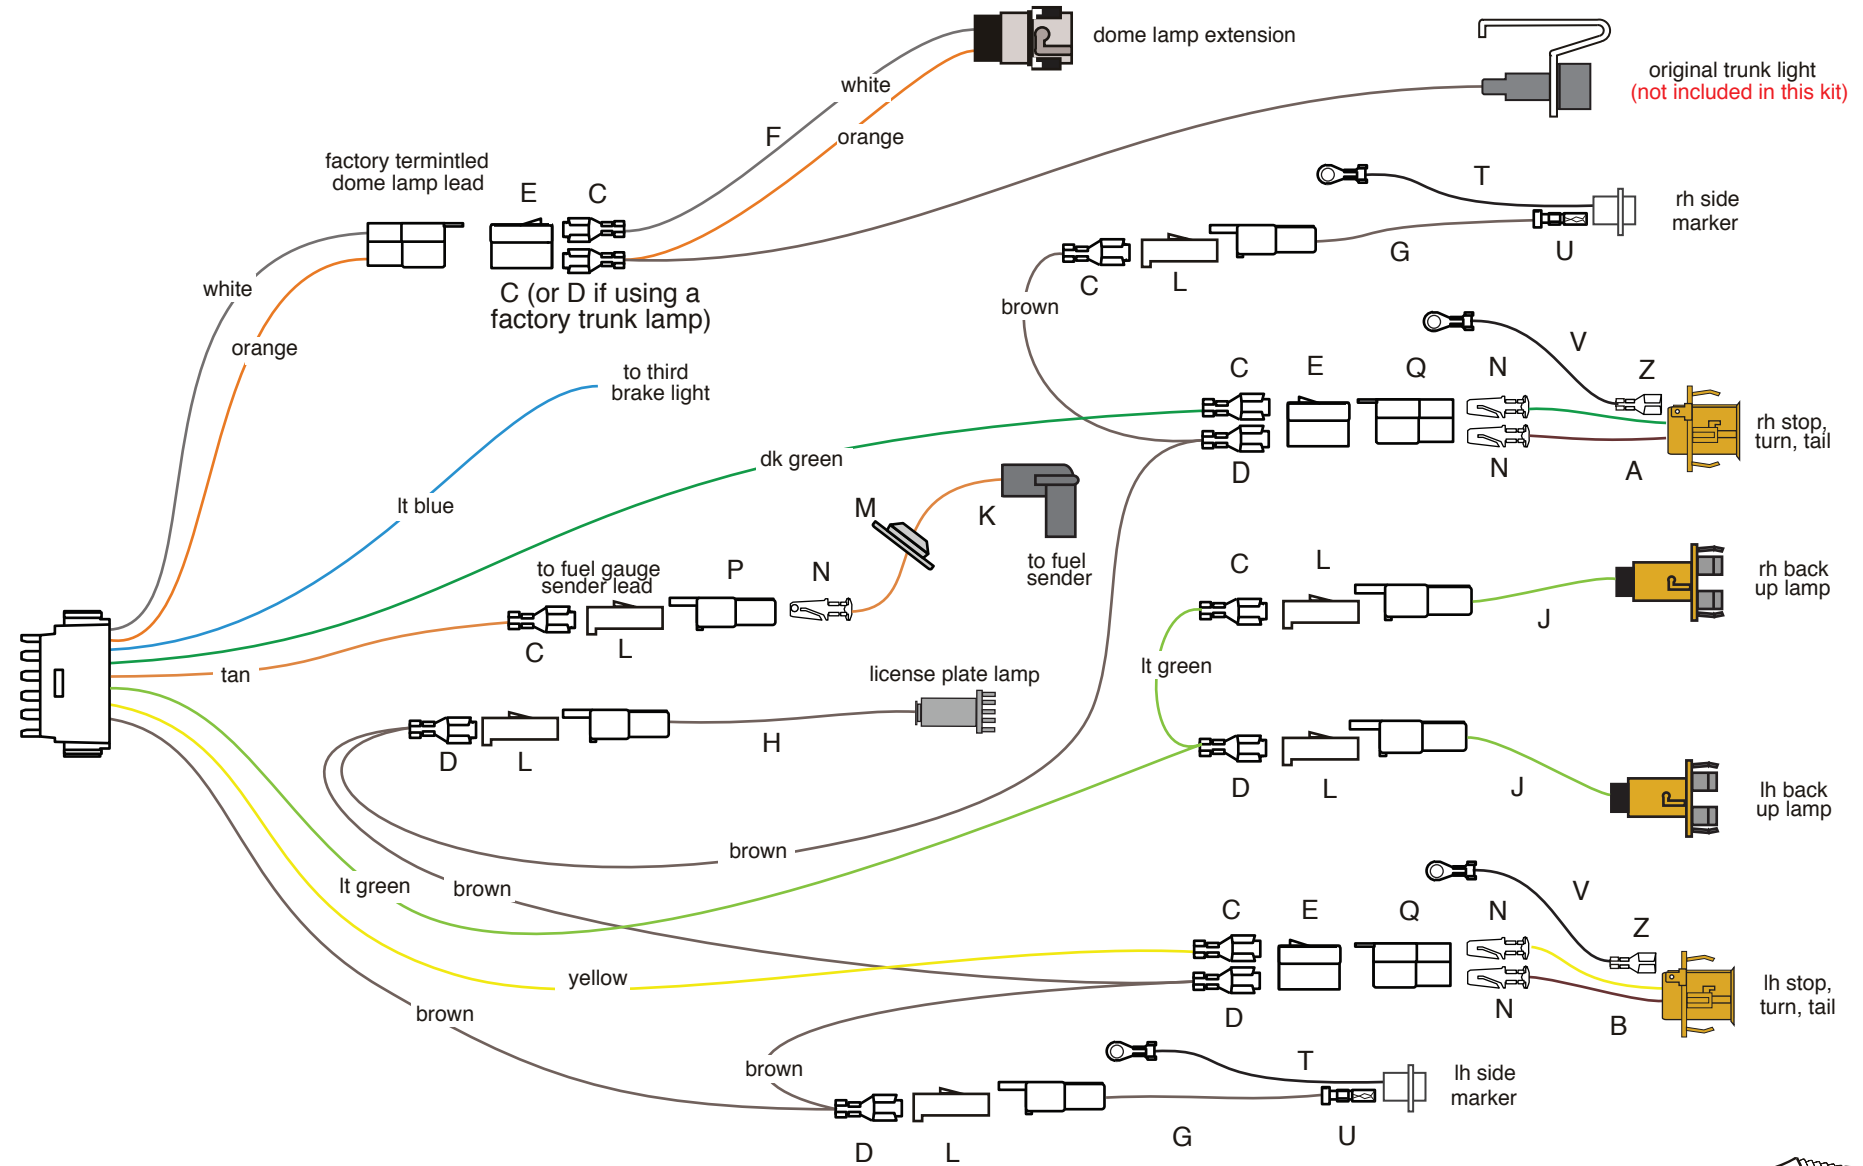 dome lamp extension
original trunk light
(not included in this kit)
white
F
orange
factory termintled
dome lamp lead
E
C
T
rh side
marker
G
U
C
L
white
C (or D if using a
factory trunk lamp)
brown
orange
V
to third
brake light
C
E
Q
N
Z
rh stop,
turn, tail
dk green
D
N
A
lt blue
M
K
to fuel
sender
to fuel gauge
sender lead
P
N
C
L
rh back
up lamp
C
L
J
tan
lt green
license plate lamp
H
D
L
D
L
J
lh back
up lamp
brown
lt green
brown
V
C
E
Q
N
Z
yellow
lh stop,
turn, tail
D
N
B
brown
brown
T
lh side
marker
D
L
G
U